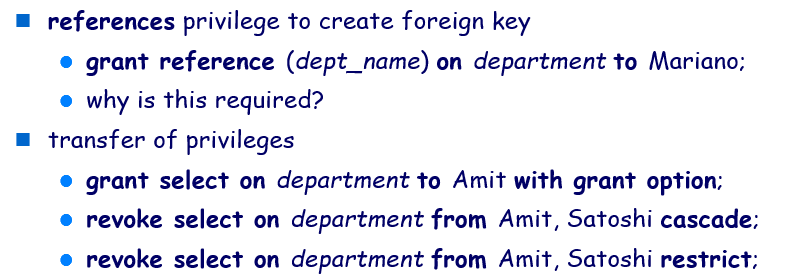 references privilege to create foreign key
grant reference (dept_name) on department to Mariano;
why is this required?
transfer of privileges
grant select on department to Amit with grant option;
revoke select on department from Amit, Satoshi cascade;
revoke select on department from Amit, Satoshi restrict;